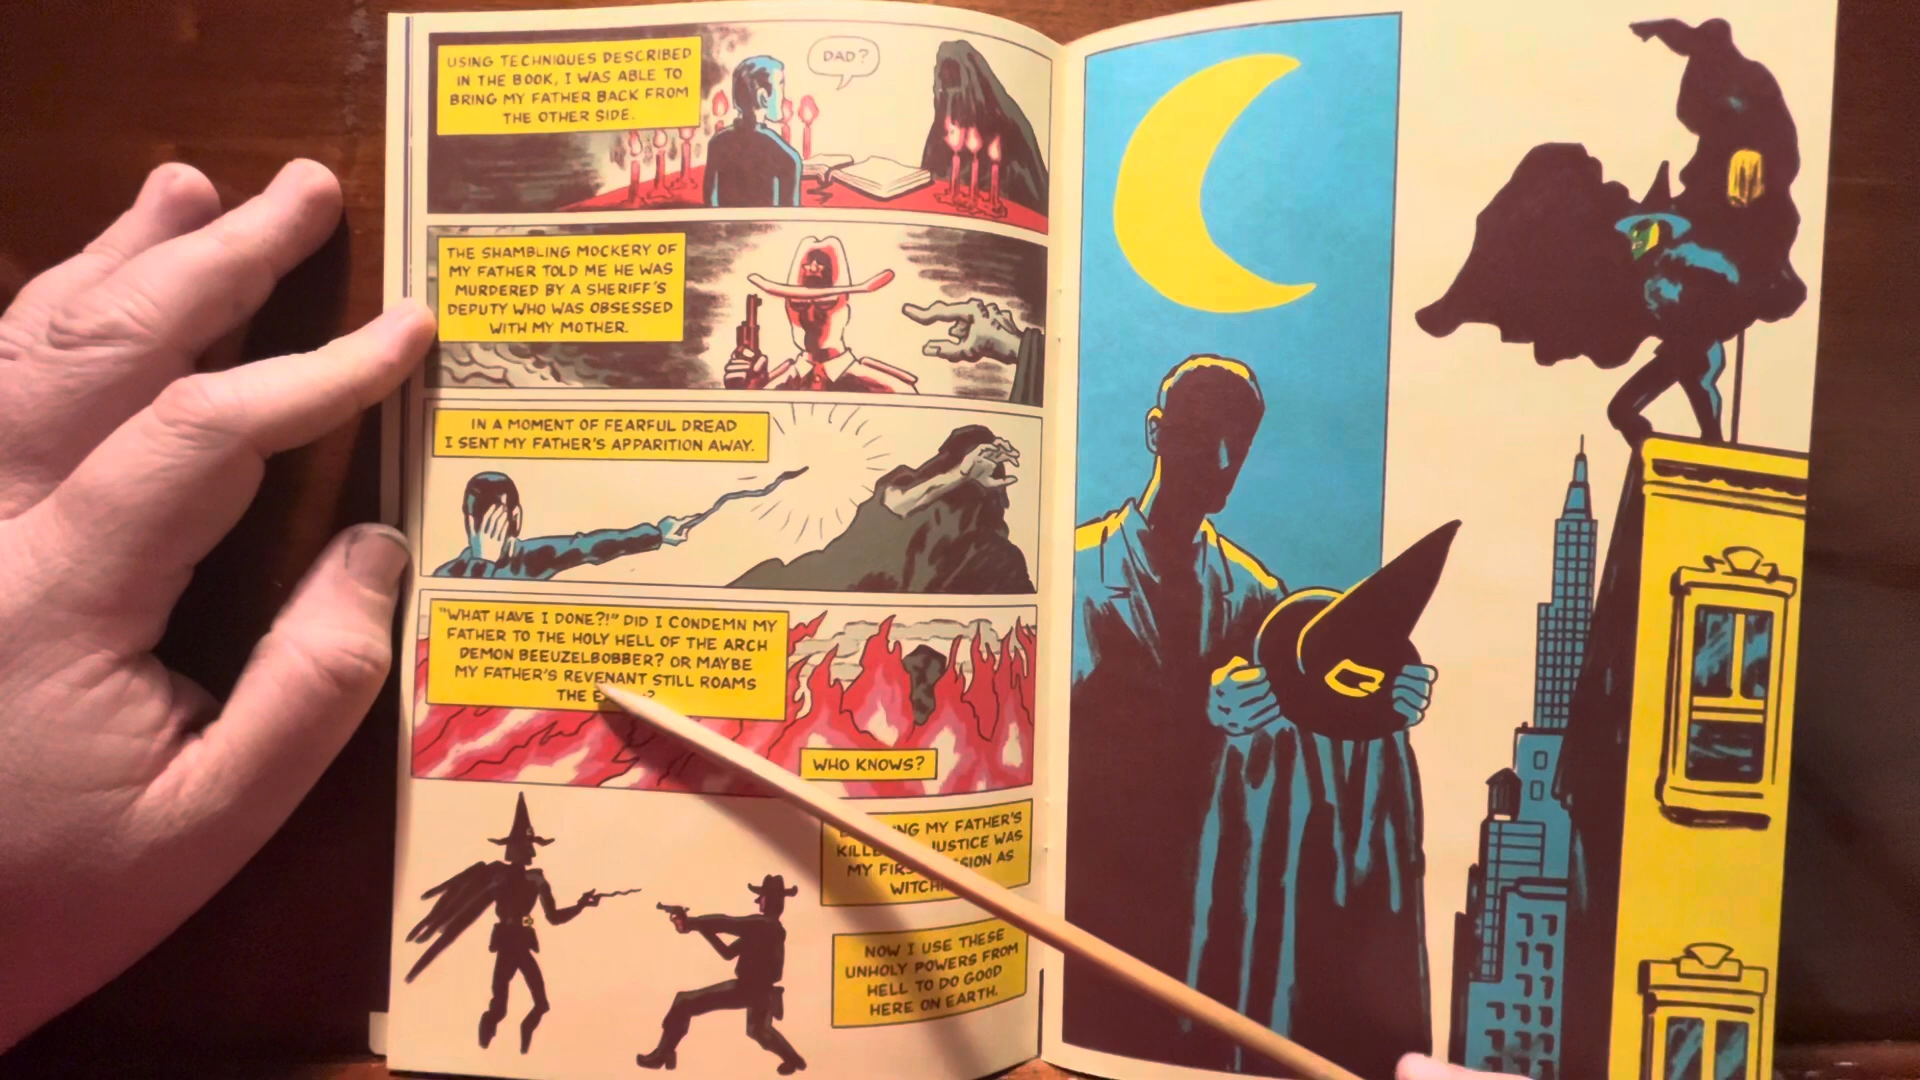 USING TECHNIQUES DESCRIBED
IN THE BOOK, I WAS ABLE TO
BRING MY FATHER BACK FROM
THE OTHER SIDE.
DAD?
THE SHAMBLING MOCKERY OF
MY FATHER TOLD ME HE WAS
MURDERED BY A SHERIFF'S
DEPUTY WHO WAS OBSESSED
WITH MY MOTHER.
IN A MOMENT OF FEARFUL DREAD
I SENT MY FATHER'S APPARITION AWAY.
"WHAT HAVE I DONE?!" DID I CONDEMN MY
FATHER TO THE HOLY HELL OF THE ARCH
DEMON BEEUZELBOBBER? OR MAYBE
MY FATHER'S REVENANT STILL ROAMS
THE
WHO KNOWS?
MY FATHER'S
JUSTICE WAS
MY AS
NOW I USE THESE
UNHOLY POWERS FROM
HELL TO DO GOOD
HERE ON EARTH.